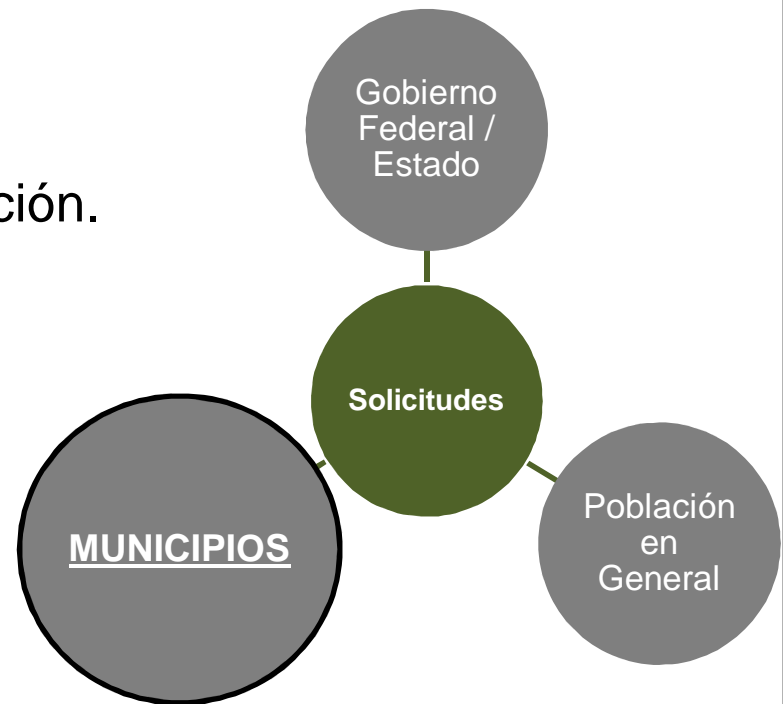 Gobierno
Federal /
Estado
ción.
Solicitudes
MUNICIPIOS
Población
en
General